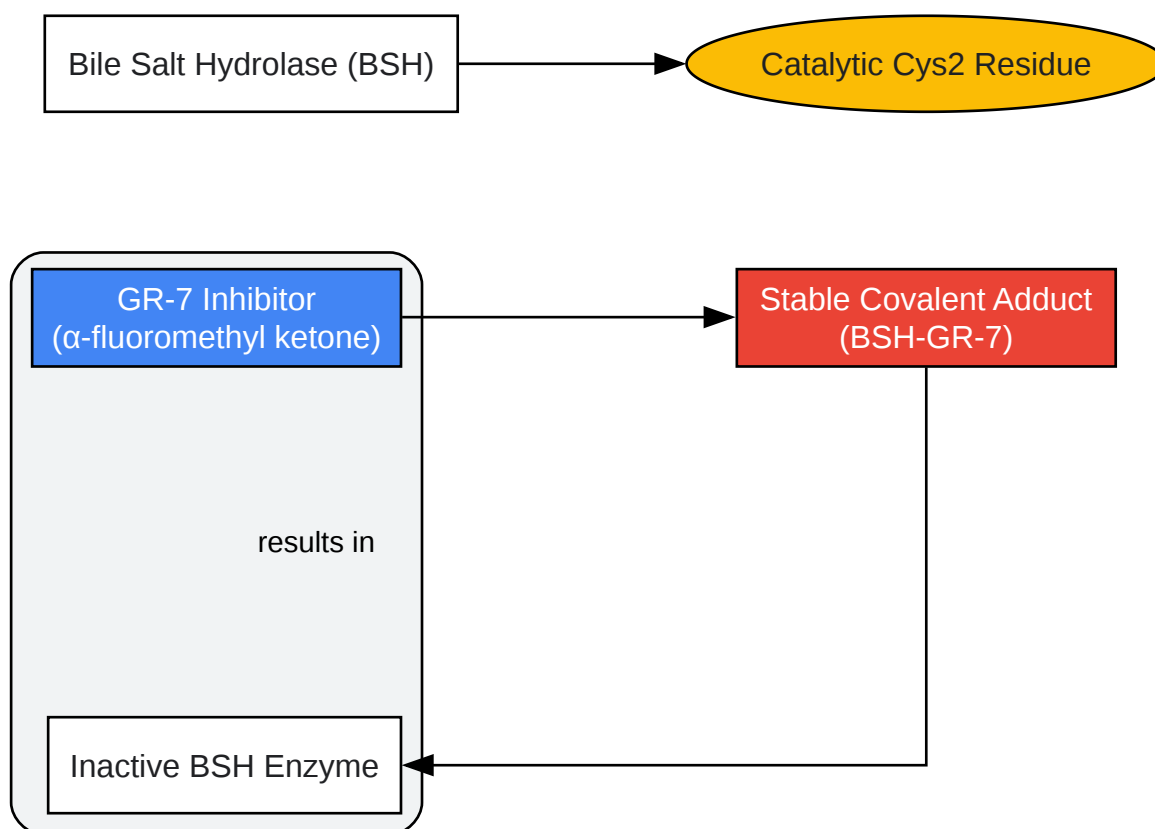 Bile Salt Hydrolase (BSH)
Catalytic Cys2 Residue
GR-7 Inhibitor
(α-fluoromethyl ketone)
Stable Covalent Adduct
(BSH-GR-7)
results in
Inactive BSH Enzyme